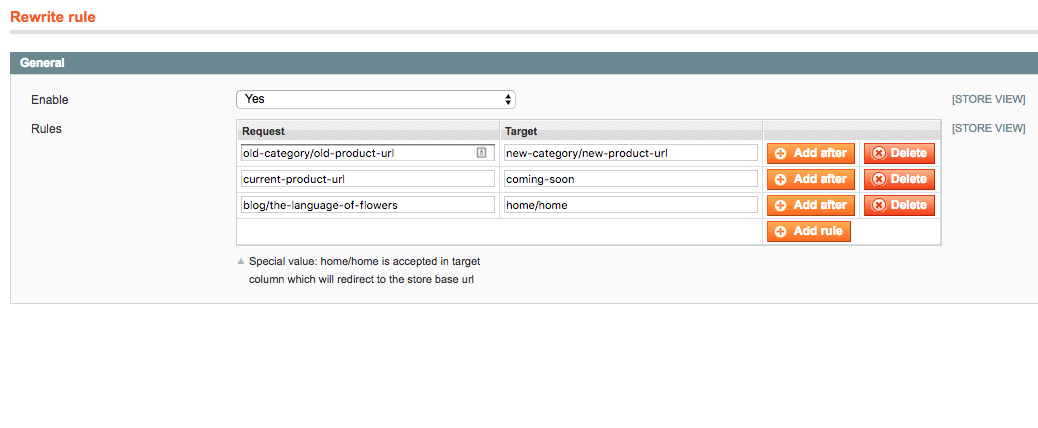 Rewrite rule
General
Enable Yes [STORE VIEW]
Rules [STORE VIEW]
Request Target
old-category/old-product-url new-category/new-product-url Add after Delete
current-product-url coming-soon Add after Delete
blog/the-language-of-flowers home/home Add after Delete
Add rule
Special value: home/home is accepted in target
column which will redirect to the store base url